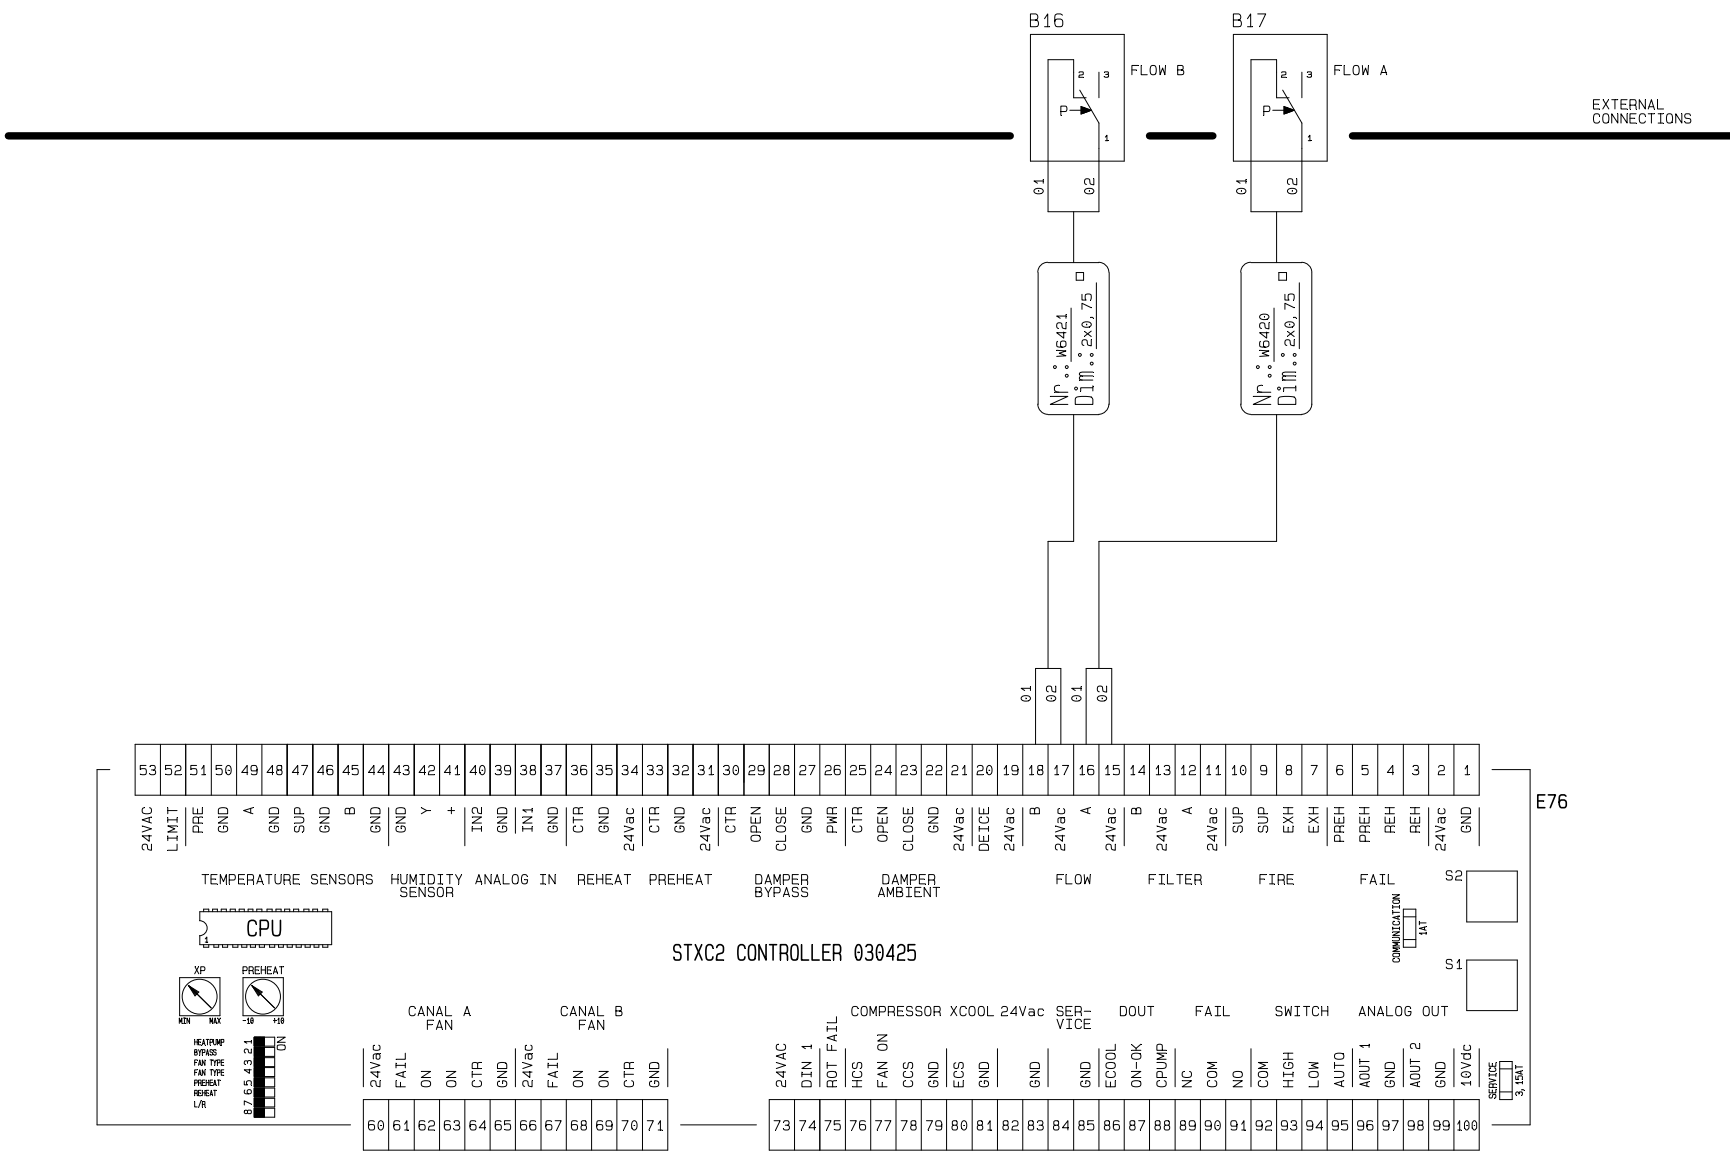 B16
B17
FLOW B
FLOW A
2 3
P
1
2 3
P
1
EXTERNAL
CONNECTIONS
01 02
01 02
Nr.: W6421
Dim.: 2x0,75
Nr.: W6420
Dim.: 2x0,75
01 02 01 02
53 52 51 50 49 48 47 46 45 44 43 42 41 40 39 38 37 36 35 34 33 32 31 30 29 28 27 26 25 24 23 22 21 20 19 18 17 16 15 14 13 12 11 10 9 8 7 6 5 4 3 2 1
24VAC LIMIT PRE GND A GND SUP GND B GND GND Y + IN2 GND IN1 GND CTR GND 24Vac CTR GND 24Vac CTR OPEN CLOSE GND PWR CTR OPEN CLOSE GND 24Vac DEICE 24Vac B 24Vac A 24Vac B 24Vac A 24Vac SUP SUP EXH EXH PREH PREH REH REH 24Vac GND
E76
TEMPERATURE SENSORS HUMIDITY ANALOG IN REHEAT PREHEAT DAMPER DAMPER FLOW FILTER FIRE FAIL
SENSOR BYPASS AMBIENT
S2
CPU
1
COMMUNICATION
1AT
STXC2 CONTROLLER 030425
S1
XP PREHEAT
MIN MAX -10 +10
CANAL A
FAN
CANAL B
FAN
COMPRESSOR XCOOL 24Vac SER- DOUT FAIL SWITCH ANALOG OUT
VICE
HEATPUMP 1 ON
BYPASS 2
FAN TYPE 3
FAN TYPE 4
PREHEAT 5
REHEAT 6
L/R 7
8
24Vac FAIL ON ON CTR GND 24Vac FAIL ON ON CTR GND
24VAC DIN 1 ROT FAIL HCS FAN ON CCS GND ECS GND GND GND ECOOL ON-OK CPUMP NC COM NO COM HIGH LOW AUTO AOUT 1 GND AOUT 2 GND 10Vdc
SERVICE
3,15AT
60 61 62 63 64 65 66 67 68 69 70 71
73 74 75 76 77 78 79 80 81 82 83 84 85 86 87 88 89 90 91 92 93 94 95 96 97 98 99 100